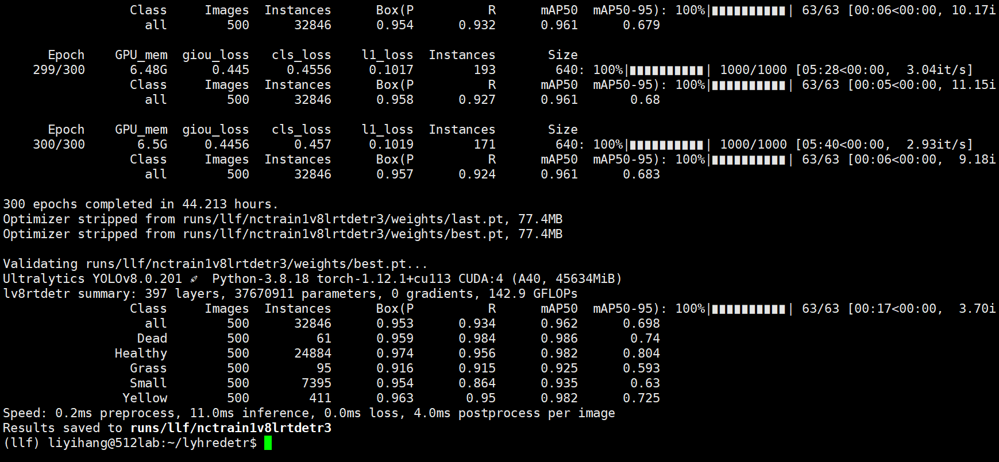 Class Images Instances Box(P R mAP50 mAP50-95): 100%|██████████| 63/63 [00:06<00:00, 10.17i
all 500 32846 0.954 0.932 0.961 0.679
Epoch GPU_mem giou_loss cls_loss l1_loss Instances Size
299/300 6.48G 0.445 0.4556 0.1017 193 640: 100%|██████████| 1000/1000 [05:28<00:00, 3.04it/s]
Class Images Instances Box(P R mAP50 mAP50-95): 100%|██████████| 63/63 [00:05<00:00, 11.15i
all 500 32846 0.958 0.927 0.961 0.68
Epoch GPU_mem giou_loss cls_loss l1_loss Instances Size
300/300 6.5G 0.4456 0.457 0.1019 171 640: 100%|██████████| 1000/1000 [05:40<00:00, 2.93it/s]
Class Images Instances Box(P R mAP50 mAP50-95): 100%|██████████| 63/63 [00:06<00:00, 9.18i
all 500 32846 0.957 0.924 0.961 0.683
300 epochs completed in 44.213 hours.
Optimizer stripped from runs/llf/nctrain1v8lrtdetr3/weights/last.pt, 77.4MB
Optimizer stripped from runs/llf/nctrain1v8lrtdetr3/weights/best.pt, 77.4MB
Validating runs/llf/nctrain1v8lrtdetr3/weights/best.pt...
Ultralytics YOLOv8.0.201 🚀 Python-3.8.18 torch-1.12.1+cu113 CUDA:4 (A40, 45634MiB)
lv8rtdetr summary: 397 layers, 37670911 parameters, 0 gradients, 142.9 GFLOPs
Class Images Instances Box(P R mAP50 mAP50-95): 100%|██████████| 63/63 [00:17<00:00, 3.70i
all 500 32846 0.953 0.934 0.962 0.698
Dead 500 61 0.959 0.984 0.986 0.74
Healthy 500 24884 0.974 0.956 0.982 0.804
Grass 500 95 0.916 0.915 0.925 0.593
Small 500 7395 0.954 0.864 0.935 0.63
Yellow 500 411 0.963 0.95 0.982 0.725
Speed: 0.2ms preprocess, 11.0ms inference, 0.0ms loss, 4.0ms postprocess per image
Results saved to runs/llf/nctrain1v8lrtdetr3
(llf) liyihang@512lab:~/lyhredetr$